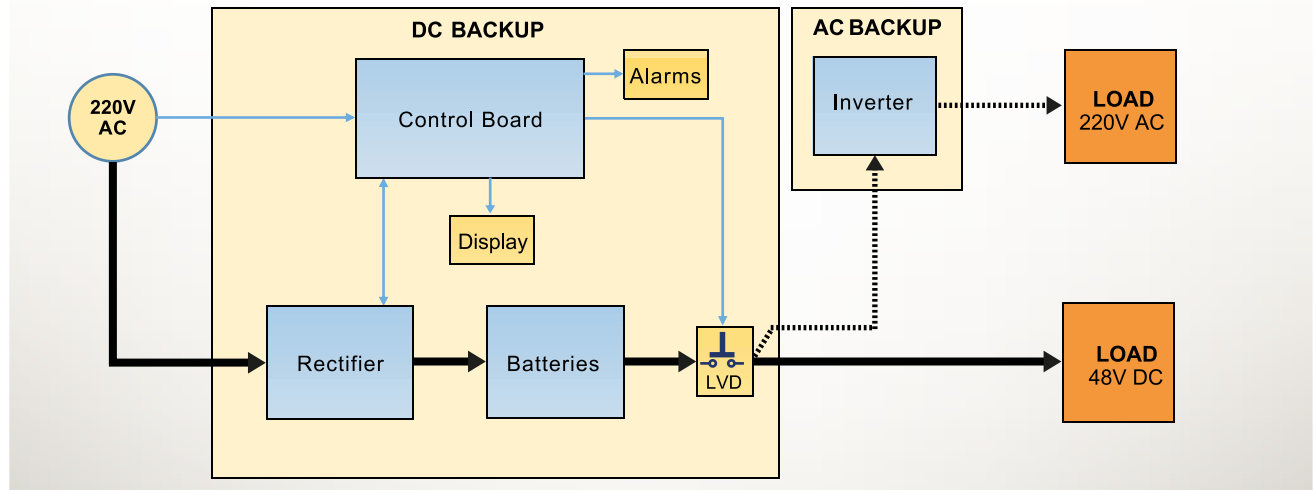 DC BACKUP
AC BACKUP
220V
AC
Control Board
Alarms
Inverter
LOAD
220V AC
Display
Rectifier
Batteries
LVD
LOAD
48V DC